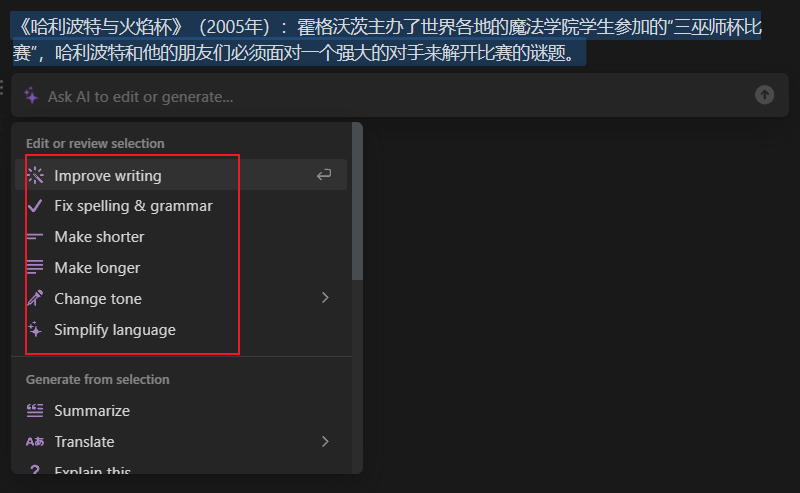 《哈利波特与火焰杯》（2005年）：霍格沃茨主办了世界各地的魔法学院学生参加的“三巫师杯比
赛”，哈利波特和他的朋友们必须面对一个强大的对手来解开比赛的谜题。
Ask AI to edit or generate...
Edit or review selection
Improve writing
Fix spelling & grammar
Make shorter
Make longer
Change tone
Simplify language
Generate from selection
Summarize
Aあ Translate
Explain this